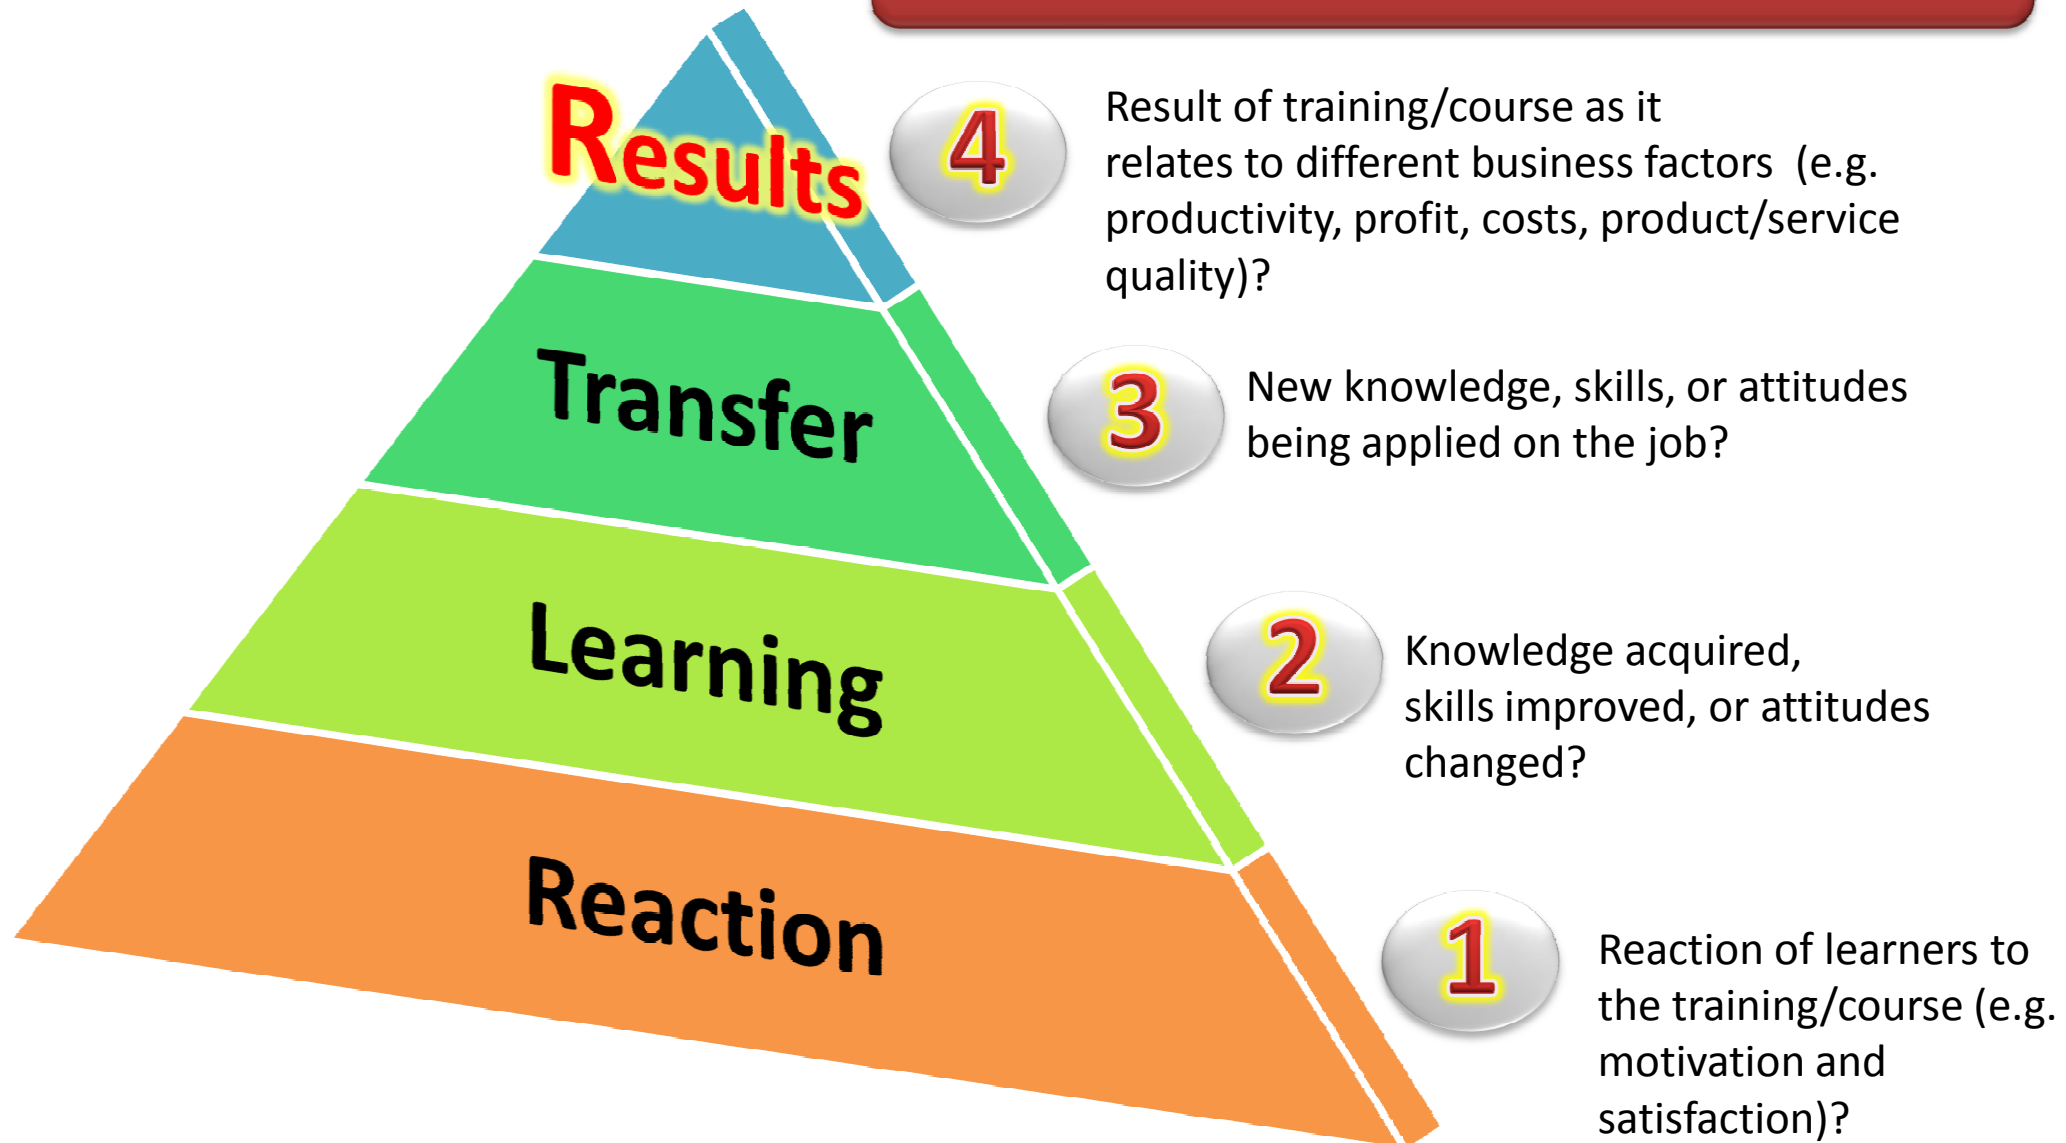 Results
4
Result of training/course as it
relates to different business factors  (e.g.
productivity, profit, costs, product/service
quality)?
Transfer
3
New knowledge, skills, or attitudes
being applied on the job?
Learning
2
Knowledge acquired,
skills improved, or attitudes
changed?
Reaction
1
Reaction of learners to
the training/course (e.g.
motivation and
satisfaction)?